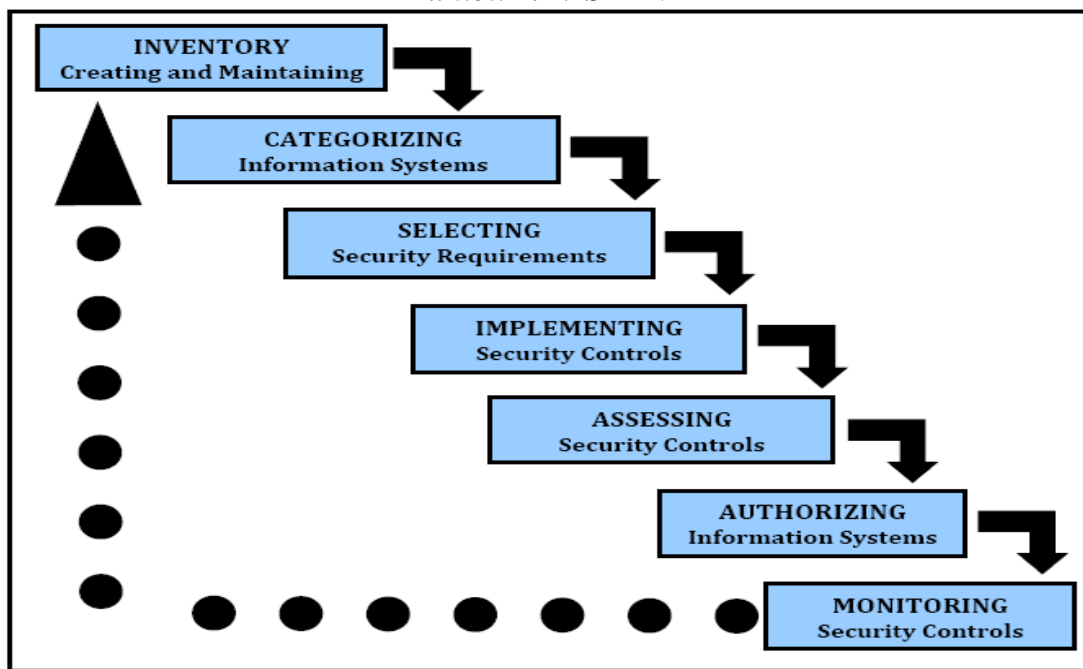 INVENTORY
Creating and Maintaining
CATEGORIZING
Information Systems
SELECTING
Security Requirements
IMPLEMENTING
Security Controls
ASSESSING
Security Controls
AUTHORIZING
Information Systems
MONITORING
Security Controls